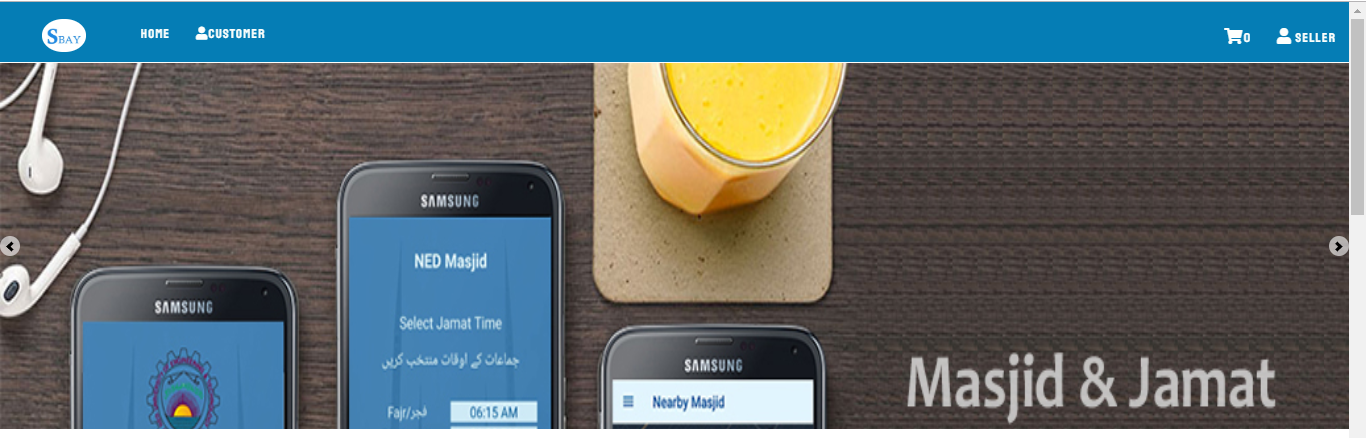 SBAY
HOME
CUSTOMER
0
SELLER
SAMSUNG
NED Masjid
Select Jamat Time
جماعات کے اوقات منتخب کریں
Fajr/فجر
06:15 AM
SAMSUNG
SAMSUNG
Nearby Masjid
Masjid & Jamat